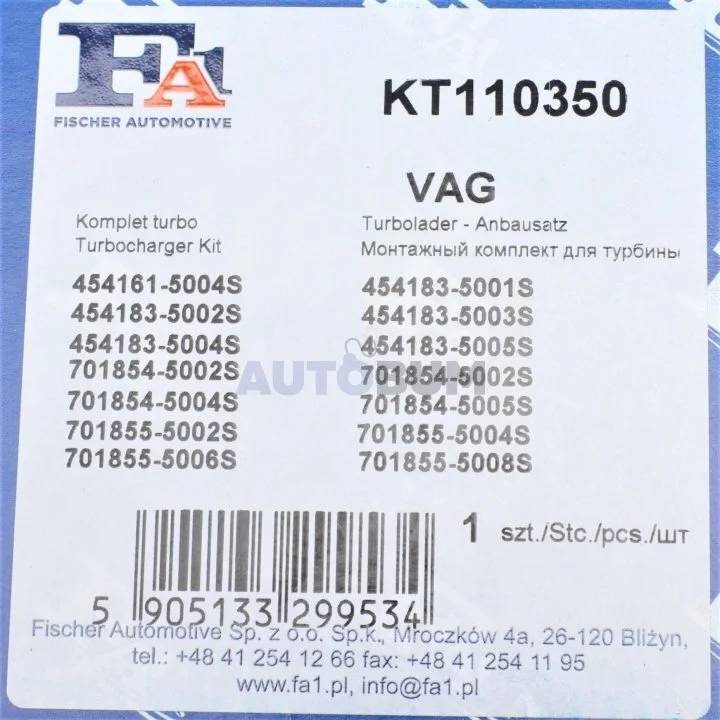 FA1
FISCHER AUTOMOTIVE
KT110350
VAG
Komplet turbo
Turbocharger Kit
Turbolader - Anbausatz
Монтажный комплект для турбины
454161-5004S 454183-5001S
454183-5002S 454183-5003S
454183-5004S 454183-5005S
701854-5002S 701854-5002S
AUTOBUM
701854-5004S 701854-5005S
701855-5002S 701855-5004S
701855-5006S 701855-5008S
1 szt./Stc./pcs./шт
5 905133 299534
Fischer Automotive Sp. z o.o. Sp.k., Mroczków 4a, 26-120 Bliżyn,
tel.: +48 41 254 12 66 fax: +48 41 254 11 95
www.fa1.pl, info@fa1.pl